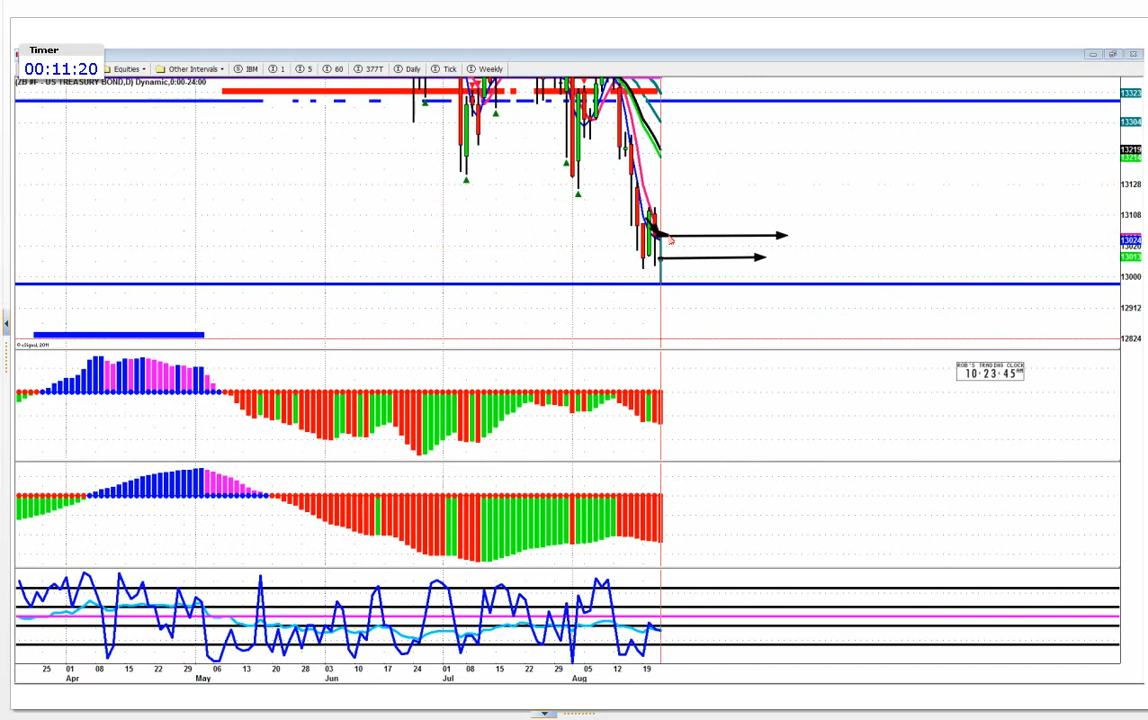 Timer
00:11:20
Equities Other Intervals IBM 1 5 60 377T Daily Tick Weekly
(ZB #F - US TREASURY BOND,D) Dynamic,0:00-24:00
13323
13304
13219
13214
13128
13108
13024
13020
13013
13000
12912
12824
© eSignal, 2011
ROB'S TRADING CLOCK
10:23:45
25 01 08 15 22 29 06 13 20 28 03 10 17 24 01 08 15 22 29 05 12 19
Apr May Jun Jul Aug